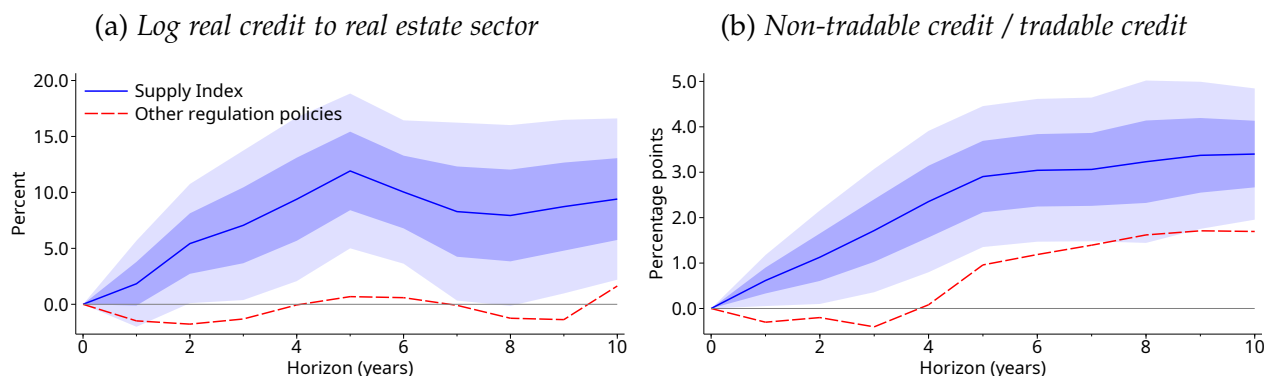 (a) Log real credit to real estate sector
20.0
15.0
10.0
5.0
0.0
Percent
Supply Index
Other regulation policies
0 2 4 6 8 10
Horizon (years)
(b) Non-tradable credit / tradable credit
5.0
4.0
3.0
2.0
1.0
0.0
Percentage points
0 2 4 6 8 10
Horizon (years)